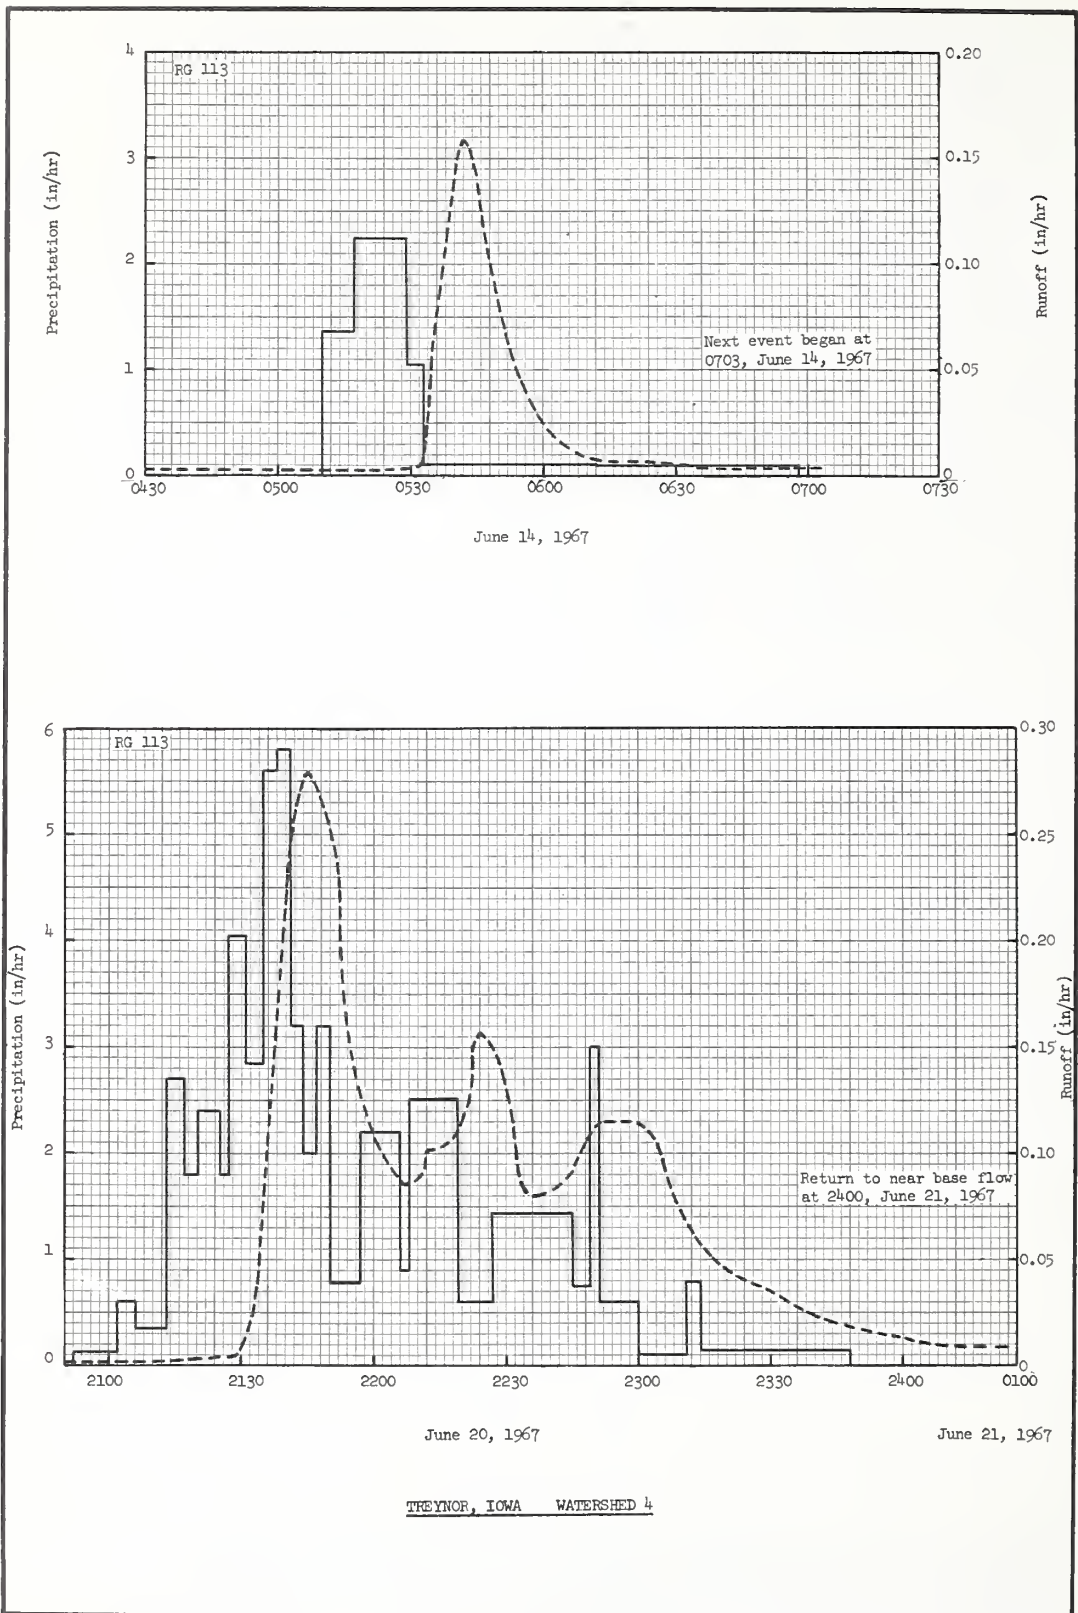 4
0.20
RG 113
3
0.15
Precipitation (in/hr)
Runoff (in/hr)
2
0.10
Next event began at
0703, June 14, 1967
1
0.05
0
0
0430 0500 0530 0600 0630 0700 0730
June 14, 1967
6
0.30
RG 113
5
0.25
4
0.20
Precipitation (in/hr)
Runoff (in/hr)
3
0.15
2
0.10
Return to near base flow
at 2400, June 21, 1967
1
0.05
0
0
2100 2130 2200 2230 2300 2330 2400 0100
June 20, 1967 June 21, 1967
TREYNOR, IOWA WATERSHED 4